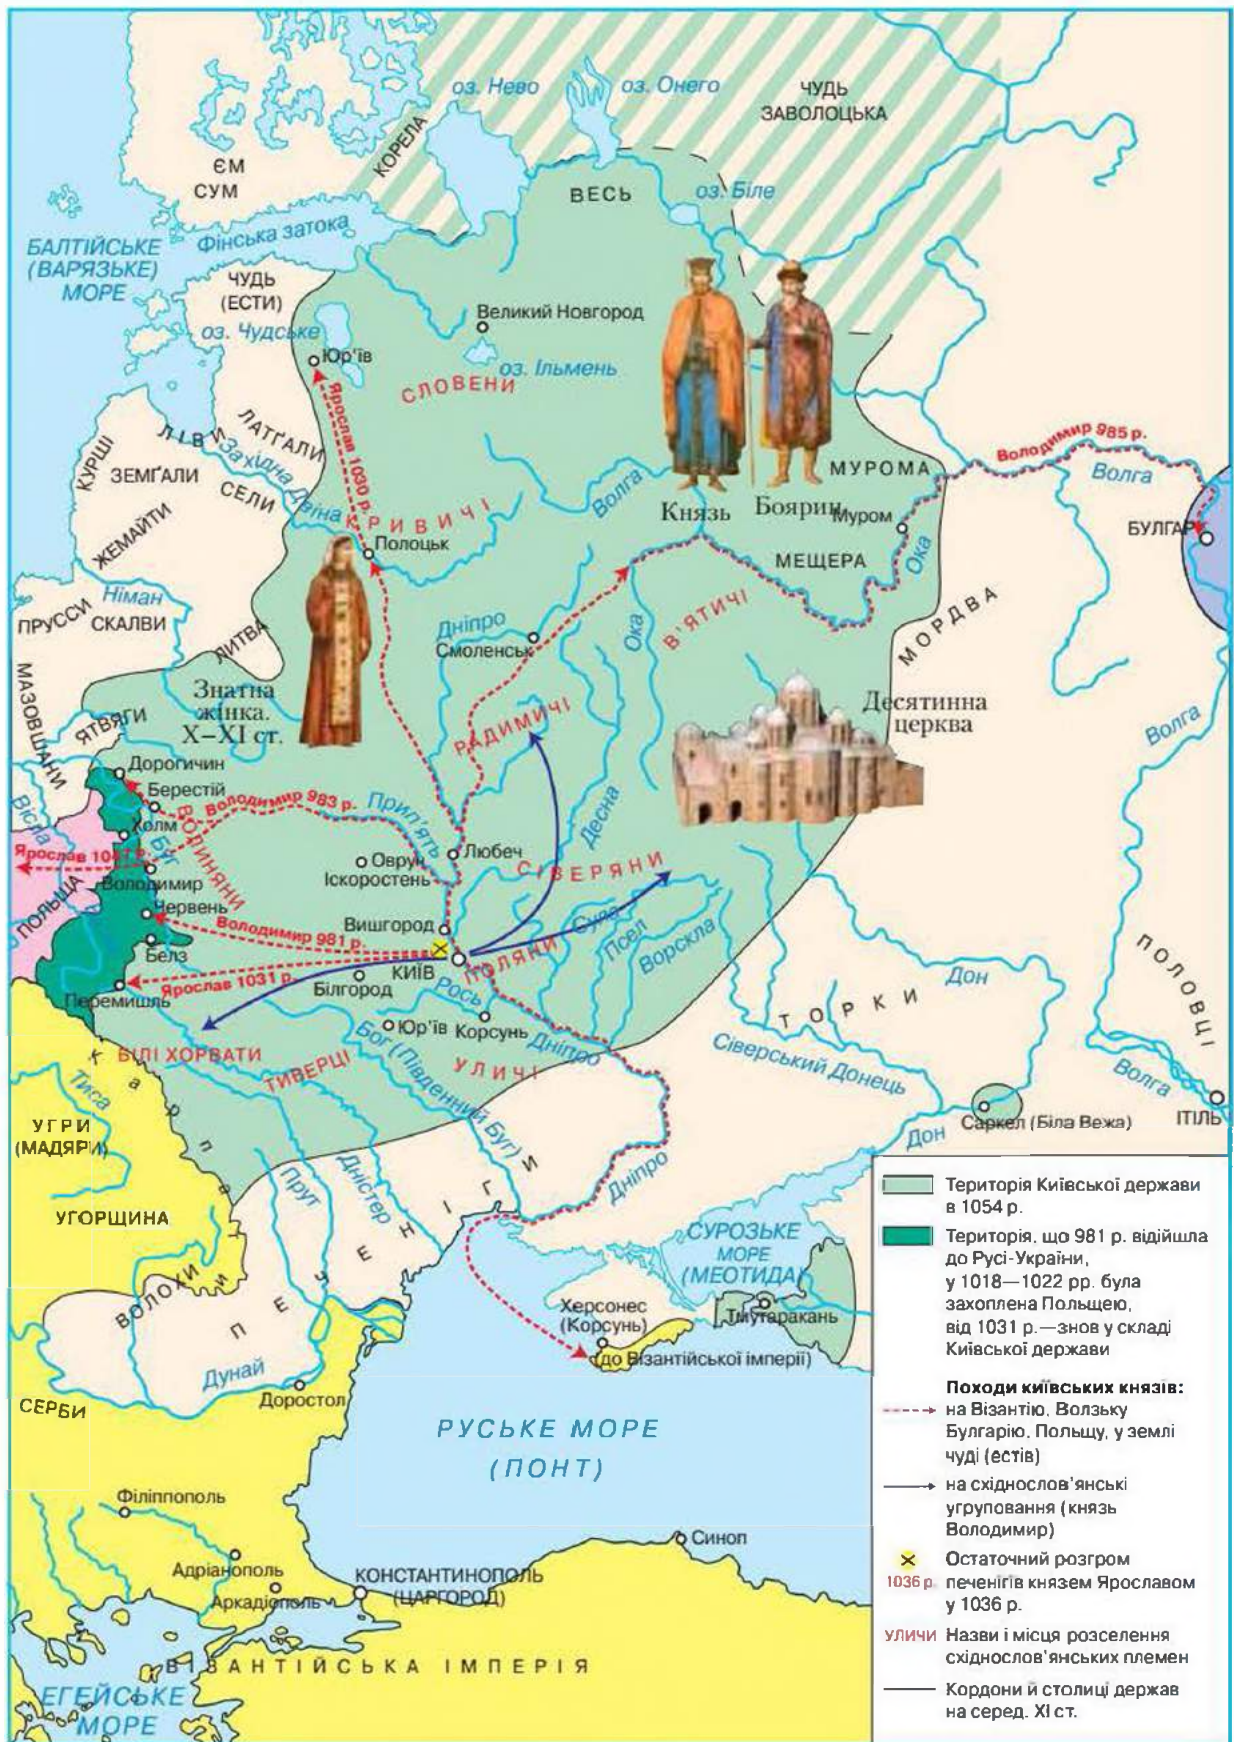 оз. Нево
оз. Онего
ЧУДЬ
ЗАВОЛОЦЬКА
КОРЕЛА
ЄМ
СУМ
ВЕСЬ
оз. Біле
Фінська затока
БАЛТІЙСЬКЕ
(ВАРЯЗЬКЕ)
МОРЕ
ЧУДЬ
(ЕСТИ)
оз. Чудське
Великий Новгород
Юр'їв
оз. Ільмень
СЛОВЕНИ
Ярослав 1030 р.
ЛАТҐАЛИ
ЛІВИ
КУРШІ
ЗЕМҐАЛИ
СЕЛИ
Західна Двіна
ЖЕМАЙТИ
КРИВИЧІ
Полоцьк
Волга
Князь
Боярин
МУРОМА
Муром
МЕЩЕРА
Ока
Володимир 985 р.
Волга
БУЛГАР
Німан
ПРУССИ
СКАЛВИ
ЛИТВА
Дніпро
Смоленськ
Ока
В'ЯТИЧІ
МОРДВА
МАЗОВШАНИ
Знатна
жінка.
X–XI ст.
ЯТВЯГИ
РАДИМИЧІ
Десятинна
церква
Волга
Дорогичин
Берестій
Володимир 983 р.
Прип'ять
Десна
Вісла
Холм
ВОЛИНЯНИ
Буг
Ярослав 1047 р.
Овруч
Іскоростень
Любеч
СІВЕРЯНИ
ПОЛЬЩА
Володимир
Червень
Володимир 981 р.
Вишгород
Сула
Псел
Ворскла
Белз
КИЇВ
ПОЛЯНИ
Ярослав 1031 р.
Білгород
Перемишль
Рось
Юр'їв
Корсунь
Дніпро
Дон
ТОРКИ
ПОЛОВЦІ
БІЛІ ХОРВАТИ
ТИВЕРЦІ
Бог (Південний Буг)
УЛИЧІ
Сіверський Донець
Волга
ІТІЛЬ
Карпати
Тиса
УГРИ
(МАДЯРИ)
Саркел (Біла Вежа)
Дон
УГОРЩИНА
Прут
Дністер
Дніпро
ПЕЧЕНІГИ
СУРОЗЬКЕ
МОРЕ
(МЕОТИДА)
ВОЛОХИ
Херсонес
(Корсунь)
Тмутаракань
(до Візантійської імперії)
Дунай
Доростол
СЕРБИ
РУСЬКЕ МОРЕ
(ПОНТ)
Філіппополь
Адріанополь
Аркадіополь
КОНСТАНТИНОПОЛЬ
(ЦАРГОРОД)
Синоп
ВІЗАНТІЙСЬКА ІМПЕРІЯ
ЕГЕЙСЬКЕ
МОРЕ
Територія Київської держави
в 1054 р.
Територія, що 981 р. відійшла
до Русі-України,
у 1018—1022 рр. була
захоплена Польщею,
від 1031 р.—знов у складі
Київської держави
Походи київських князів:
на Візантію, Волзьку
Булгарію, Польщу, у землі
чуді (естів)
на східнослов'янські
угруповання (князь
Володимир)
Остаточний розгром
1036 р. печенігів князем Ярославом
у 1036 р.
УЛИЧИ Назви і місця розселення
східнослов'янських племен
Кордони й столиці держав
на серед. XI ст.